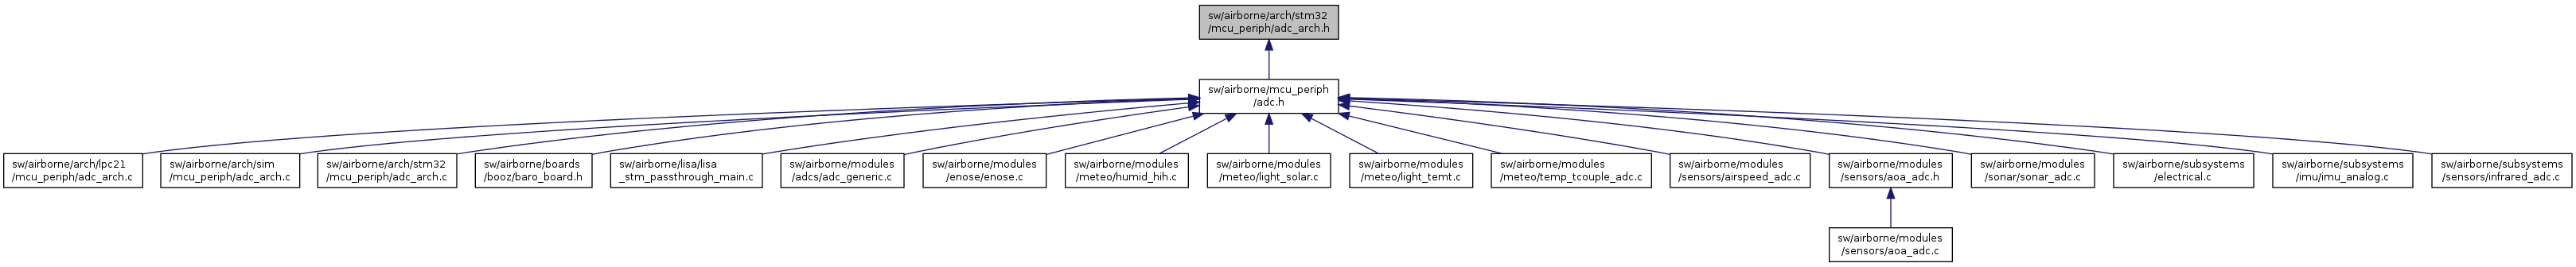 sw/airborne/arch/stm32
/mcu_periph/adc_arch.h
sw/airborne/mcu_periph
/adc.h
sw/airborne/arch/lpc21
/mcu_periph/adc_arch.c
sw/airborne/arch/sim
/mcu_periph/adc_arch.c
sw/airborne/arch/stm32
/mcu_periph/adc_arch.c
sw/airborne/boards
/booz/baro_board.h
sw/airborne/lisa/lisa
_stm_passthrough_main.c
sw/airborne/modules
/adcs/adc_generic.c
sw/airborne/modules
/enose/enose.c
sw/airborne/modules
/meteo/humid_hih.c
sw/airborne/modules
/meteo/light_solar.c
sw/airborne/modules
/meteo/light_temt.c
sw/airborne/modules
/meteo/temp_tcouple_adc.c
sw/airborne/modules
/sensors/airspeed_adc.c
sw/airborne/modules
/sensors/aoa_adc.h
sw/airborne/modules
/sonar/sonar_adc.c
sw/airborne/subsystems
/electrical.c
sw/airborne/subsystems
/imu/imu_analog.c
sw/airborne/subsystems
/sensors/infrared_adc.c
sw/airborne/modules
/sensors/aoa_adc.c